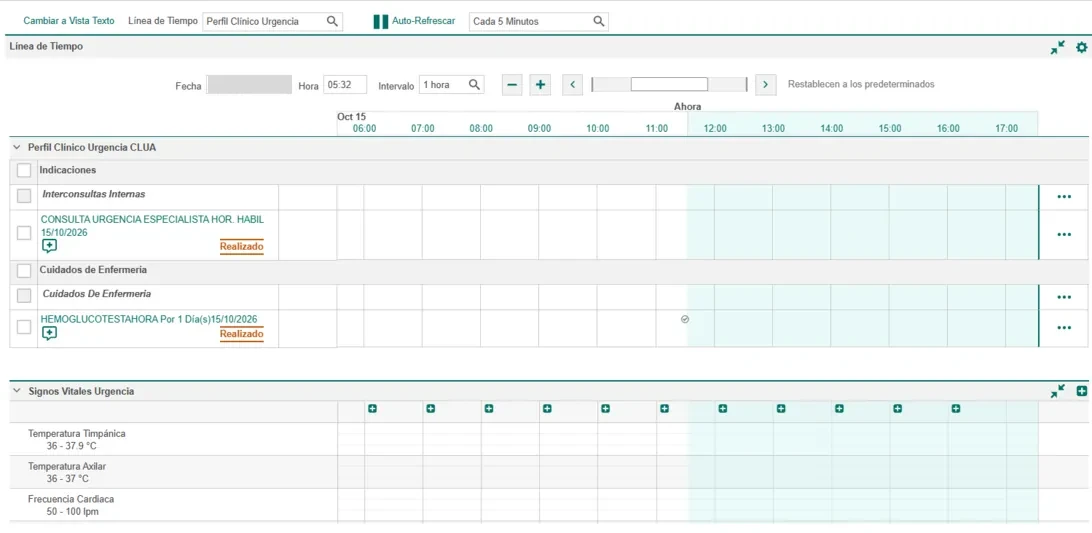 Cambiar a Vista Texto Línea de Tiempo Perfil Clínico Urgencia Auto-Refrescar Cada 5 Minutos
Línea de Tiempo
Fecha Hora 05:32 Intervalo 1 hora Restablecen a los predeterminados
Ahora
Oct 15
06:00 07:00 08:00 09:00 10:00 11:00 12:00 13:00 14:00 15:00 16:00 17:00
Perfil Clinico Urgencia CLUA
Indicaciones
Interconsultas Internas
CONSULTA URGENCIA ESPECIALISTA HOR. HABIL
15/10/2026
Realizado
Cuidados de Enfermeria
Cuidados De Enfermeria
HEMOGLUCOTESTAHORA Por 1 Día(s)15/10/2026
Realizado
Signos Vitales Urgencia
Temperatura Timpánica
36 - 37.9 °C
Temperatura Axilar
36 - 37 °C
Frecuencia Cardiaca
50 - 100 lpm